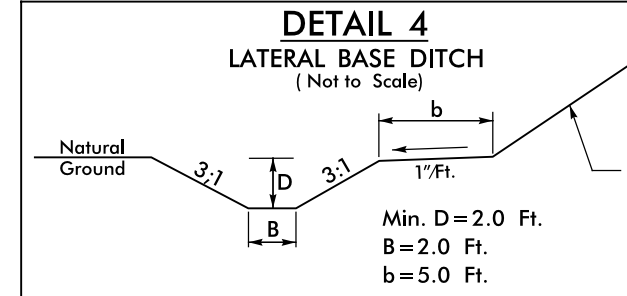 DETAIL 4
LATERAL BASE DITCH
( Not to Scale)
b
Natural
Ground
3;1
D
3:1
1"/Ft.
B
Min. D=2.0 Ft.
B=2.0 Ft.
b=5.0 Ft.